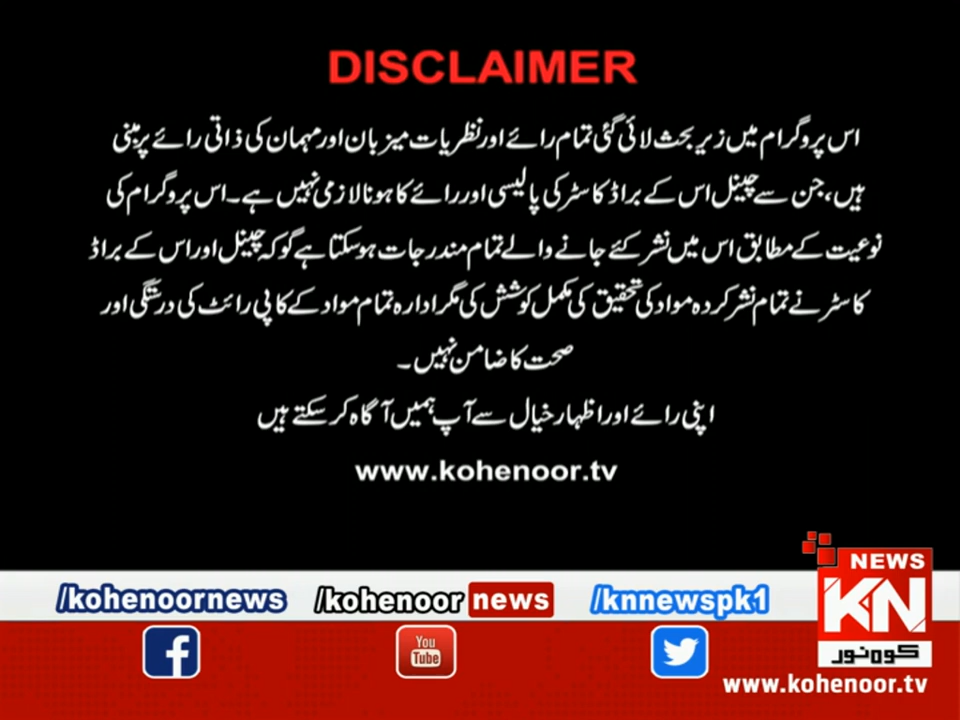 DISCLAIMER
اس پروگرام میں زیر بحث لائی گئی تمام رائے اور نظریات میزبان اور مہمان کی ذاتی رائے پر مبنی
ہیں، جن سے چینل اس کے براڈ کاسٹر کی پالیسی اور رائے کا ہونا لازمی نہیں ہے۔ اس پروگرام کی
نوعیت کے مطابق اس میں نشر کئے جانے والے تمام مندرجات ہو سکتا ہے گو کہ چینل اور اس کے براڈ
کاسٹر نے تمام نشر کردہ مواد کی تحقیق کی مکمل کوشش کی مگر ادارہ تمام مواد کے کاپی رائٹ کی درستگی اور
صحت کا ضامن نہیں۔
اپنی رائے اور اظہار خیال سے آپ ہمیں آگاہ کر سکتے ہیں
www.kohenoor.tv
/kohenoornews /kohenoor news /knnewspk1
f You Tube
NEWS
KN
کوہ نور
www.kohenoor.tv